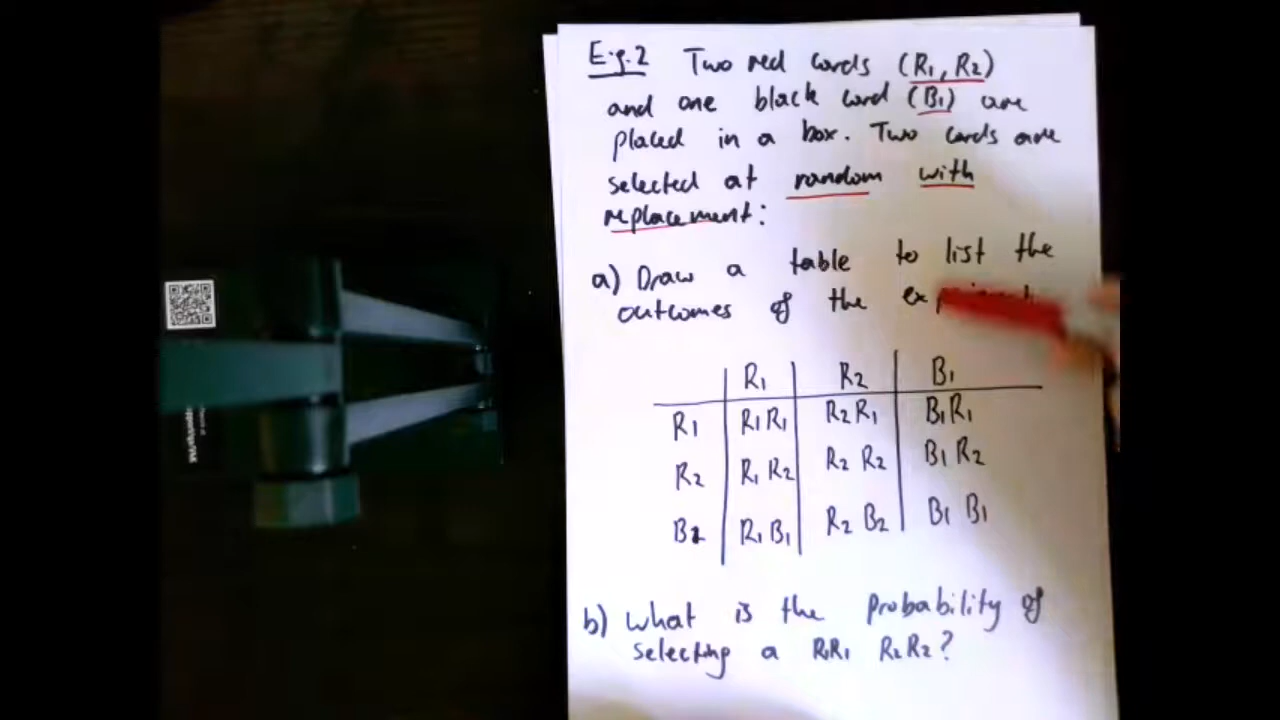 E.g.2 Two red cards (R1, R2)
and one black card (B1) are
placed in a box. Two cards are
selected at random with
replacement:
a) Draw a table to list the
outcomes of the
R1 R2 B1
R1 R1R1 R2R1 B1R1
R2 R1R2 R2R2 B1R2
R1B1 R2B2 B1B1
b) What is the probability of
selecting a R1R1 R2R2?